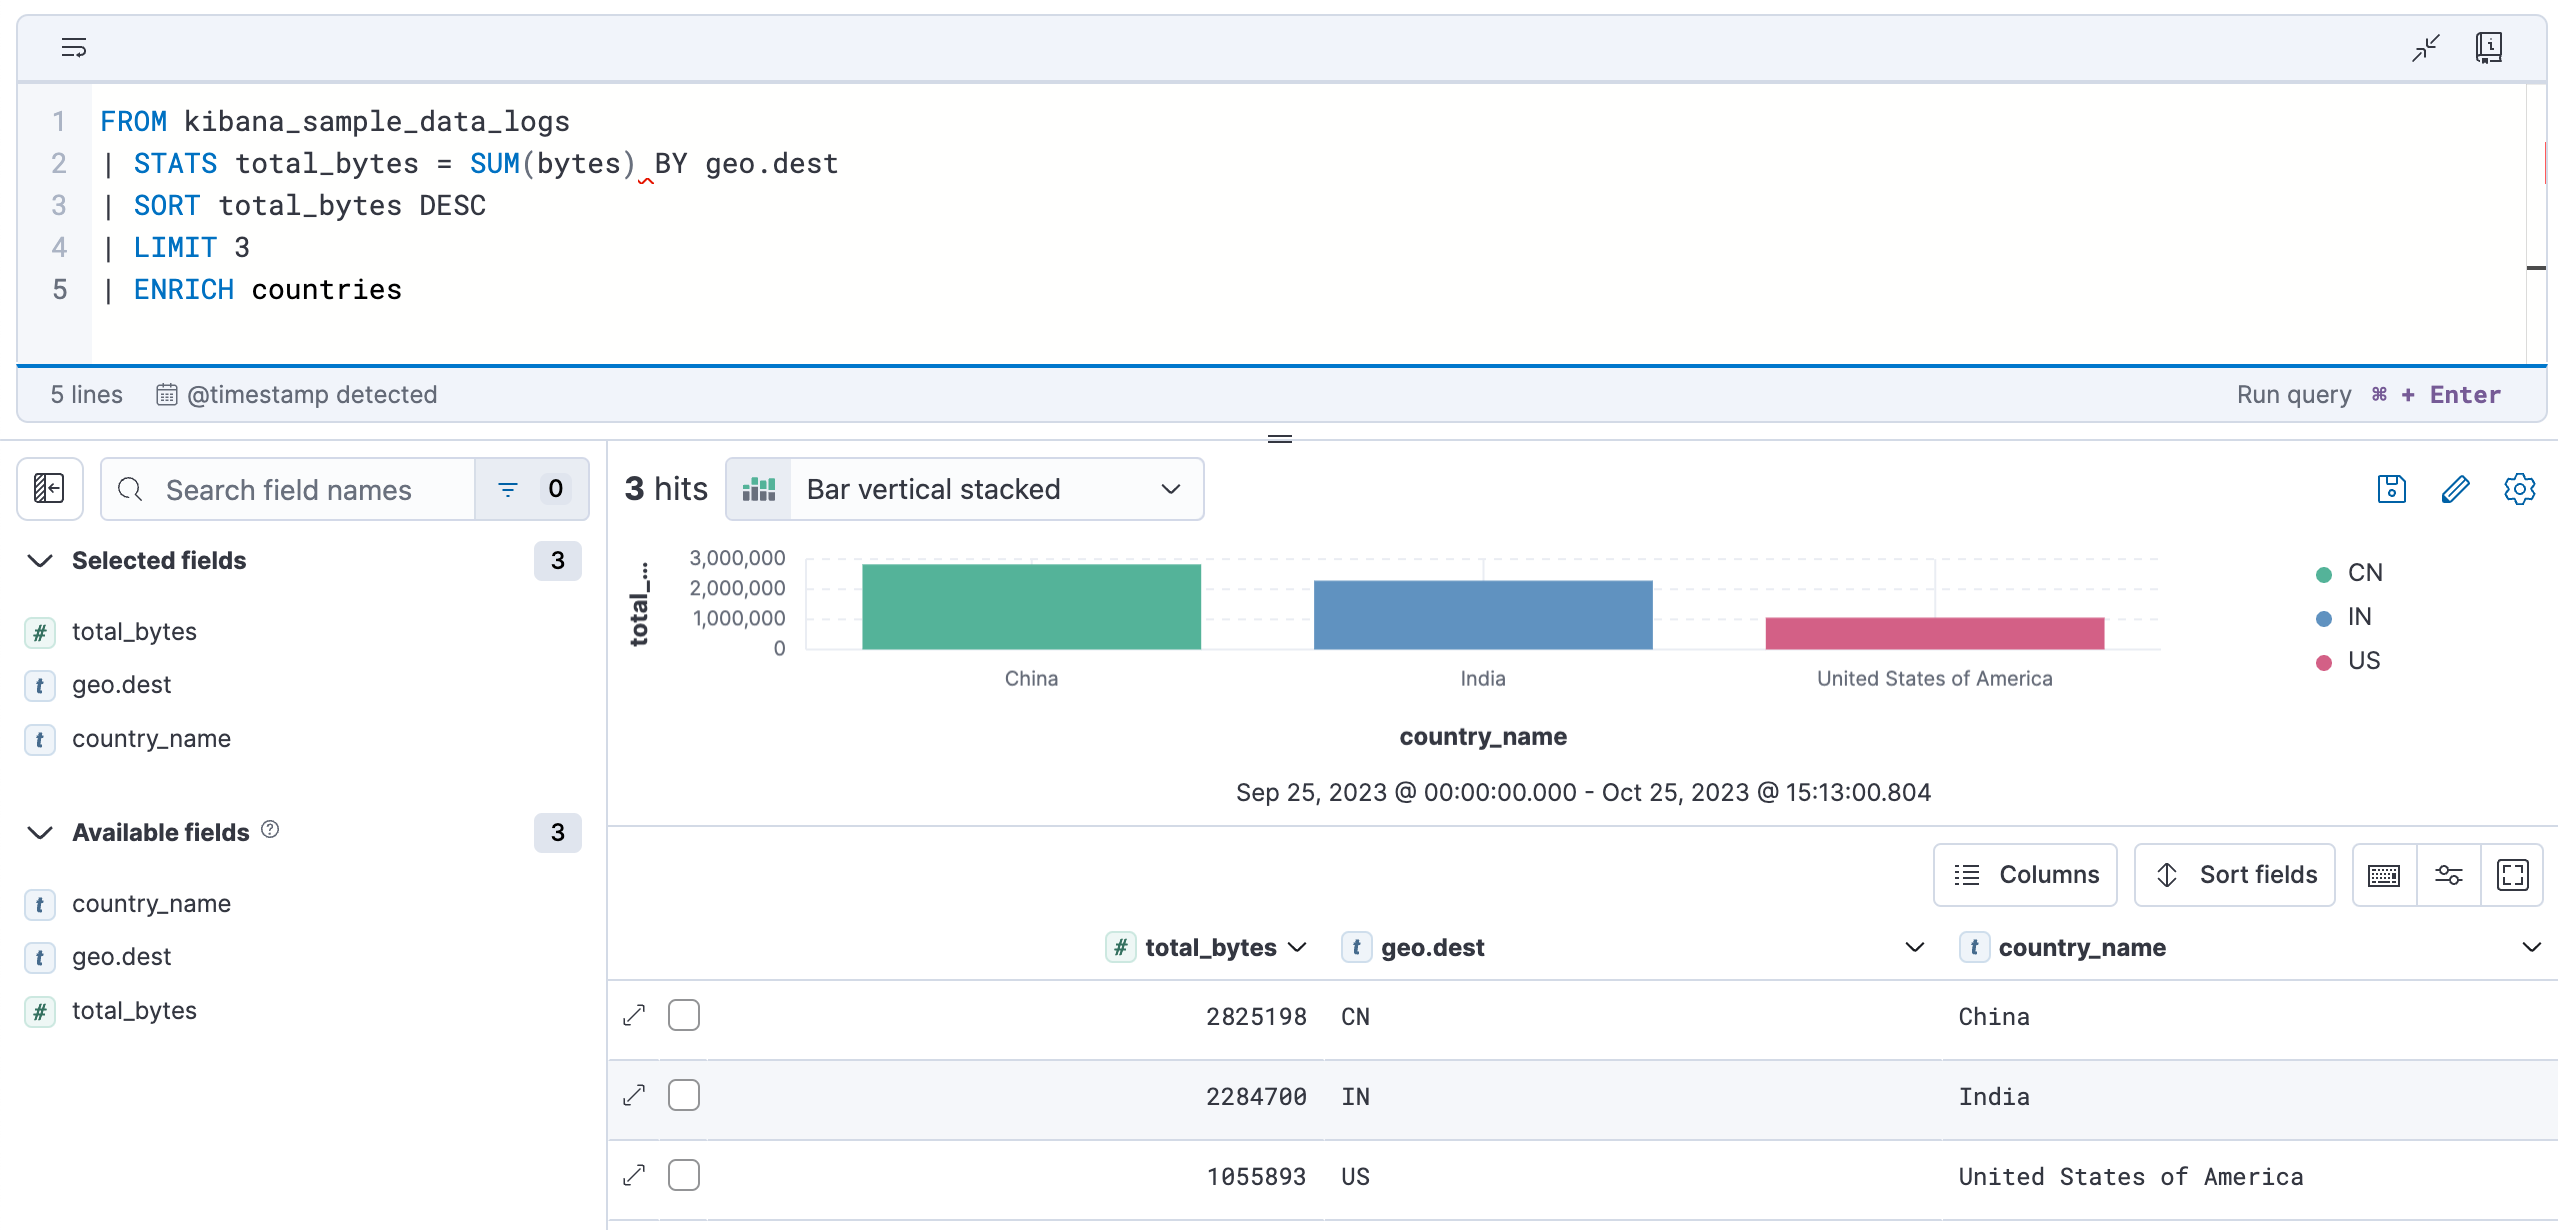 1 FROM kibana_sample_data_logs
2 | STATS total_bytes = SUM(bytes) BY geo.dest
3 | SORT total_bytes DESC
4 | LIMIT 3
5 | ENRICH countries
5 lines @timestamp detected Run query ⌘ + Enter
Search field names 0
3 hits Bar vertical stacked
Selected fields 3
# total_bytes
t geo.dest
t country_name
Available fields 3
t country_name
t geo.dest
# total_bytes
total_...
3,000,000
2,000,000
1,000,000
0
China India United States of America
country_name
Sep 25, 2023 @ 00:00:00.000 - Oct 25, 2023 @ 15:13:00.804
CN
IN
US
Columns Sort fields
# total_bytes t geo.dest t country_name
2825198 CN China
2284700 IN India
1055893 US United States of America